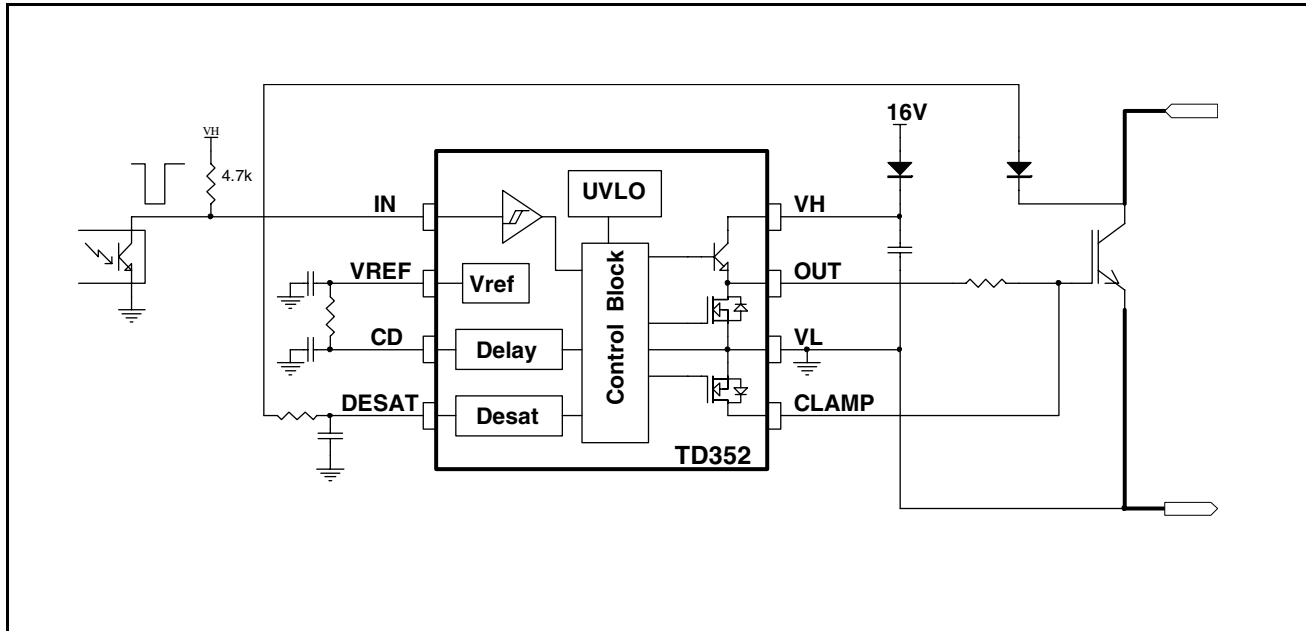 16V
VH
4.7k
IN
UVLO
VH
VREF
Vref
OUT
Control Block
CD
Delay
VL
DESAT
Desat
CLAMP
TD352